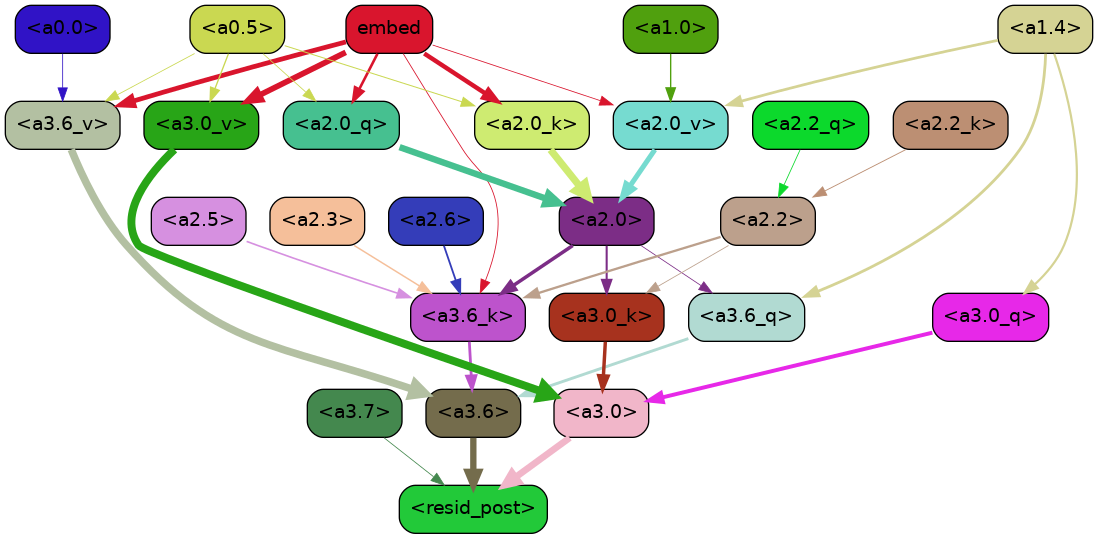 <a0.0> <a0.5> embed <a1.0> <a1.4>
<a3.6_v> <a3.0_v> <a2.0_q> <a2.0_k> <a2.0_v> <a2.2_q> <a2.2_k>
<a2.5> <a2.3> <a2.6> <a2.0> <a2.2>
<a3.6_k> <a3.0_k> <a3.6_q> <a3.0_q>
<a3.7> <a3.6> <a3.0>
<resid_post>